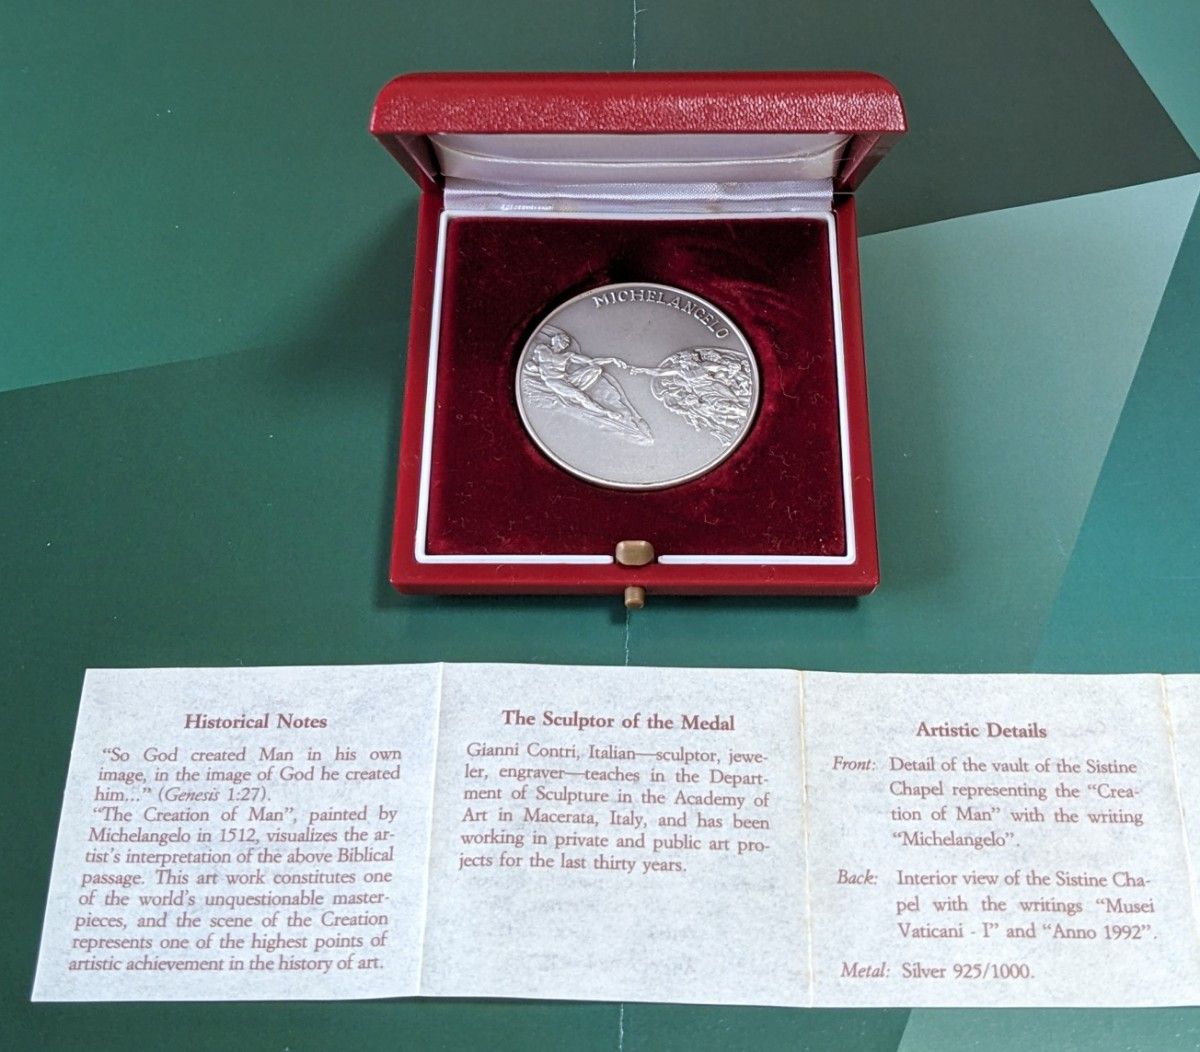 MICHELANGELO
Historical Notes
“So God created Man in his own
image, in the image of God he created
him...” (Genesis 1:27).
“The Creation of Man”, painted by
Michelangelo in 1512, visualizes the ar-
tist's interpretation of the above Biblical
passage. This art work constitutes one
of the world's unquestionable master-
pieces, and the scene of the Creation
represents one of the highest points of
artistic achievement in the history of art.
The Sculptor of the Medal
Gianni Contri, Italian—sculptor, jewe-
ler, engraver—teaches in the Depart-
ment of Sculpture in the Academy of
Art in Macerata, Italy, and has been
working in private and public art pro-
jects for the last thirty years.
Artistic Details
Front: Detail of the vault of the Sistine
Chapel representing the “Crea-
tion of Man” with the writing
“Michelangelo”.
Back: Interior view of the Sistine Cha-
pel with the writings “Musei
Vaticani - I” and “Anno 1992”.
Metal: Silver 925/1000.